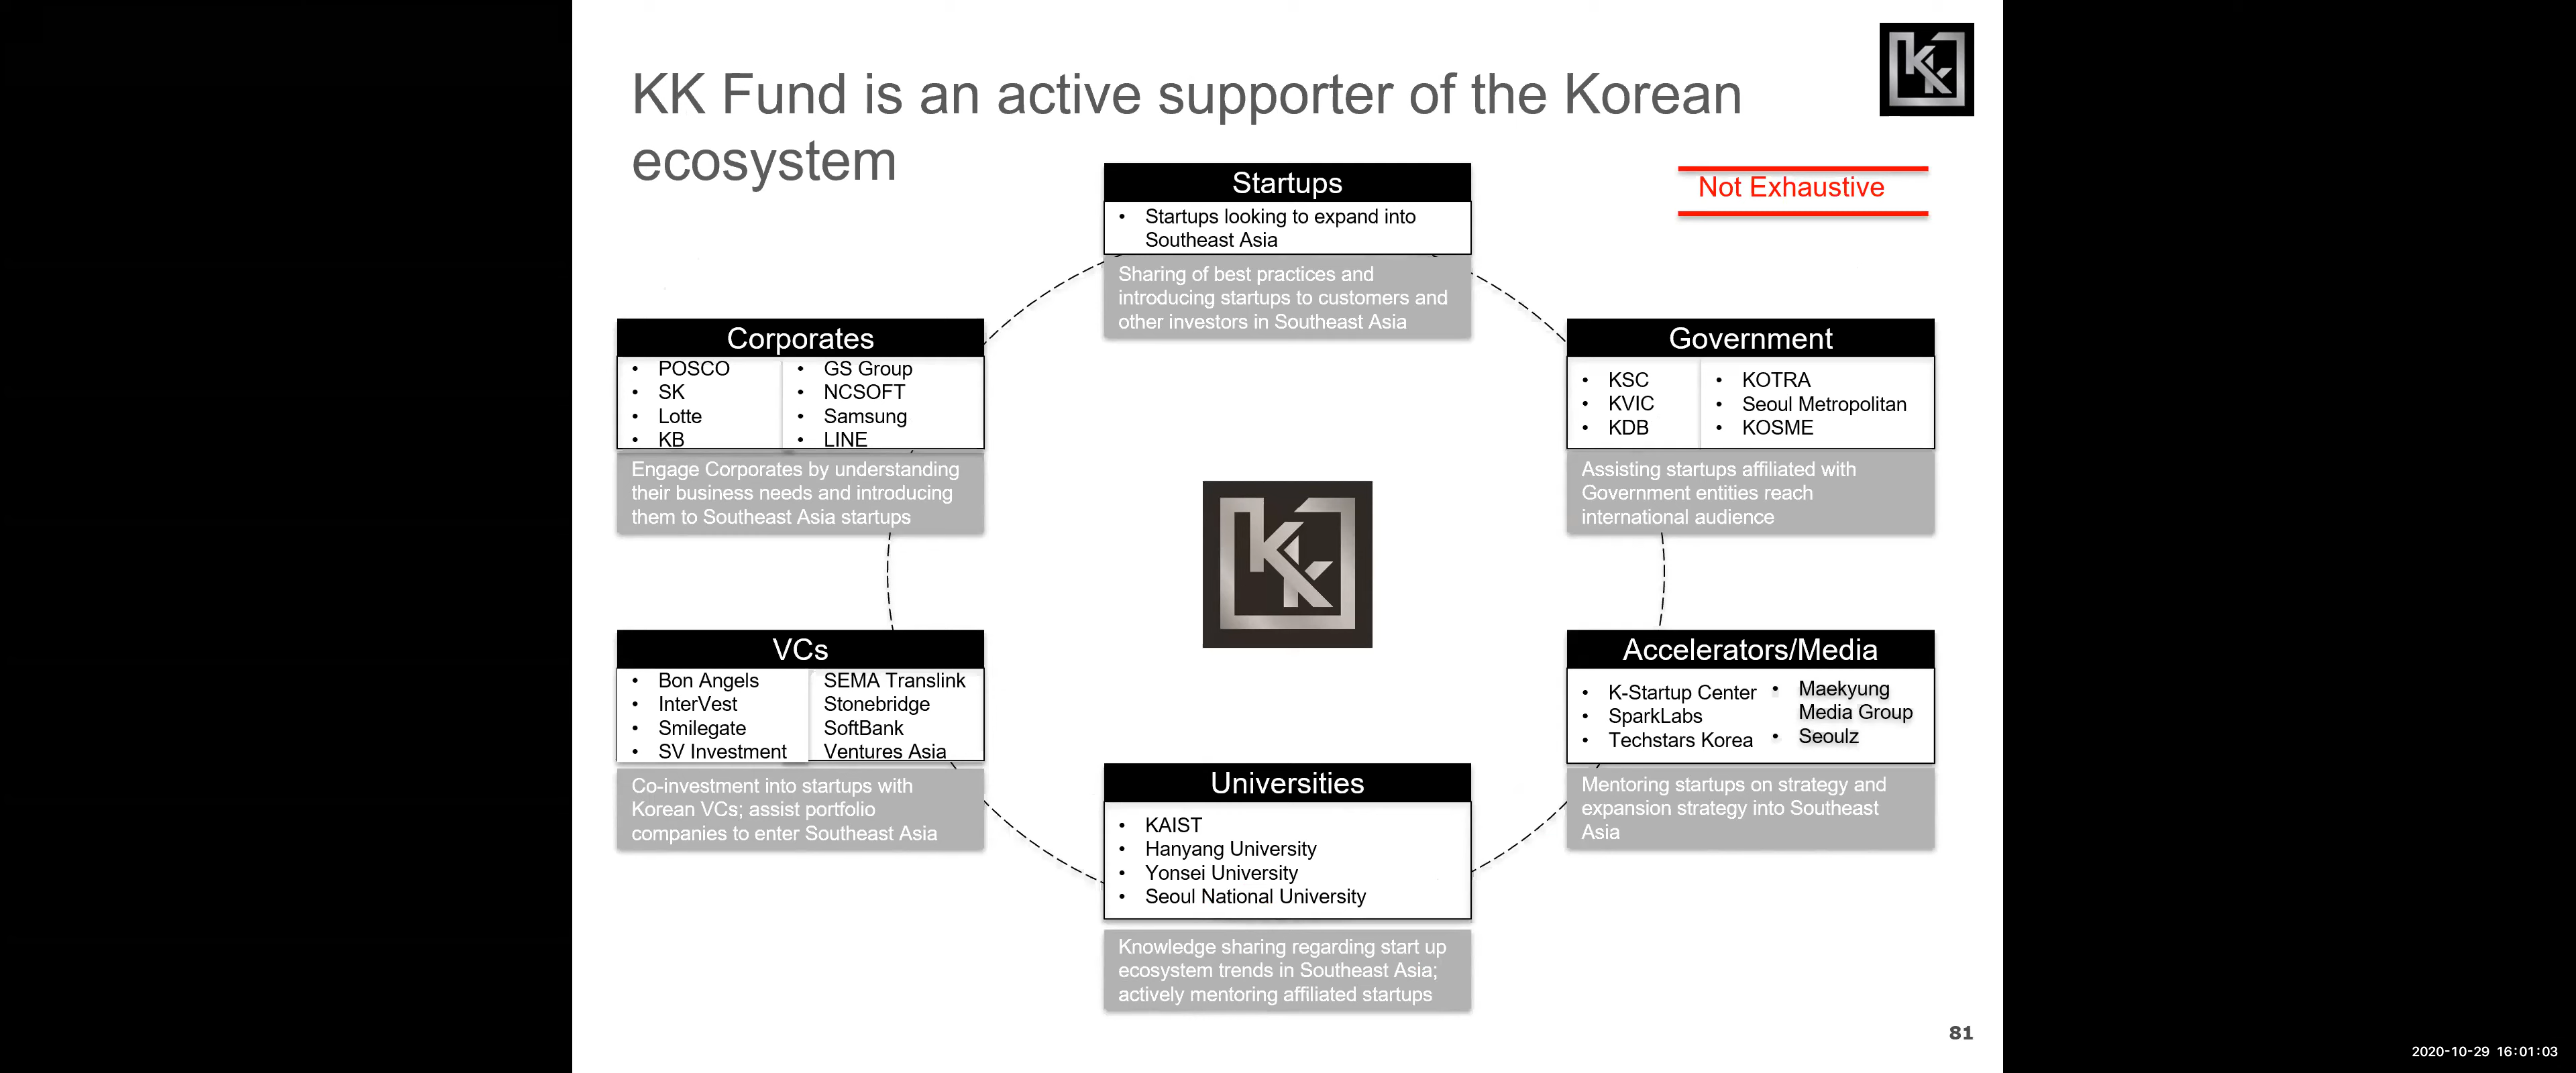 KK Fund is an active supporter of the Korean
ecosystem
Not Exhaustive
Startups
• Startups looking to expand into
Southeast Asia
Sharing of best practices and
introducing startups to customers and
other investors in Southeast Asia
Corporates
• POSCO
• SK
• Lotte
• KB
• GS Group
• NCSOFT
• Samsung
• LINE
Engage Corporates by understanding
their business needs and introducing
them to Southeast Asia startups
Government
• KSC
• KVIC
• KDB
• KOTRA
• Seoul Metropolitan
• KOSME
Assisting startups affiliated with
Government entities reach
international audience
VCs
• Bon Angels
• InterVest
• Smilegate
• SV Investment
SEMA Translink
Stonebridge
SoftBank
Ventures Asia
Co-investment into startups with
Korean VCs; assist portfolio
companies to enter Southeast Asia
Accelerators/Media
• K-Startup Center
• SparkLabs
• Techstars Korea
• Maekyung
Media Group
• Seoulz
Mentoring startups on strategy and
expansion strategy into Southeast
Asia
Universities
• KAIST
• Hanyang University
• Yonsei University
• Seoul National University
Knowledge sharing regarding start up
ecosystem trends in Southeast Asia;
actively mentoring affiliated startups
81
2020-10-29 16:01:03